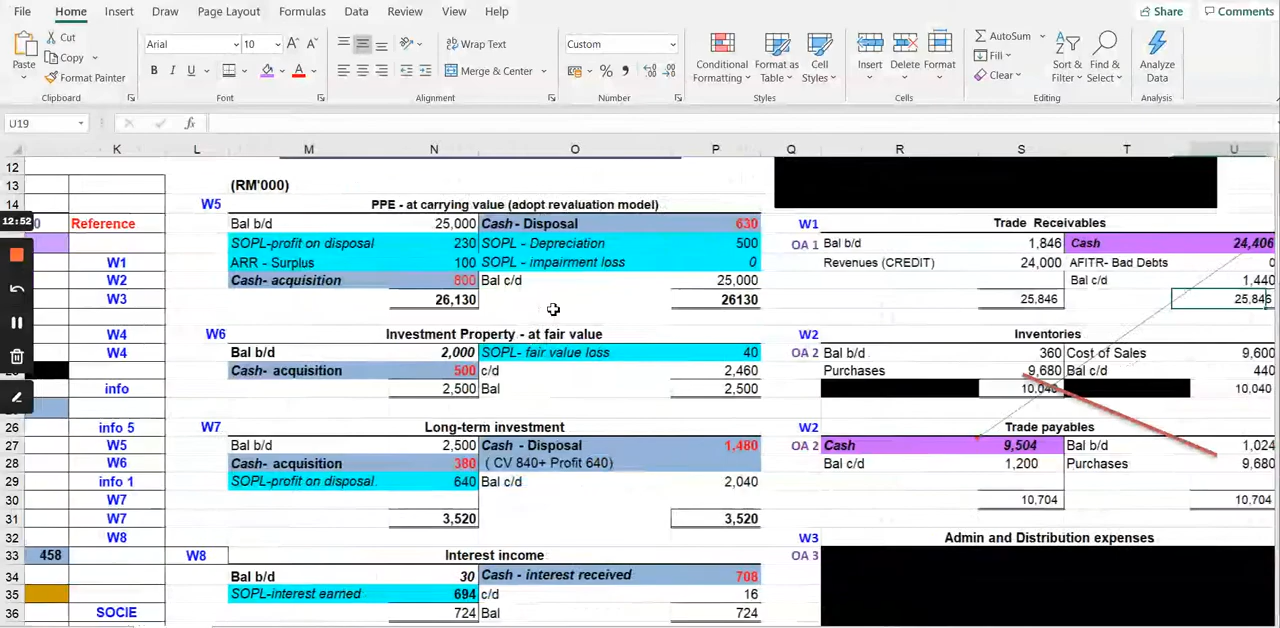 File Home Insert Draw Page Layout Formulas Data Review View Help Share Comments
Cut
Copy
Format Painter
Paste
Arial 10
B I U
Wrap Text
Merge & Center
Custom
Conditional Formatting
Format as Table
Cell Styles
Insert Delete Format
AutoSum
Fill
Clear
Sort & Filter
Find & Select
Analyze Data
Clipboard Font Alignment Number Styles Cells Editing Analysis
U19 fx
K L M N O P Q R S T U
12
13 (RM'000)
14 W5 PPE - at carrying value (adopt revaluation model)
12:52 0 Reference Bal b/d 25,000 Cash - Disposal 630 W1 Trade Receivables
SOPL-profit on disposal 230 SOPL - Depreciation 500 OA 1 Bal b/d 1,846 Cash 24,406
W1 ARR - Surplus 100 SOPL - impairment loss 0 Revenues (CREDIT) 24,000 AFITR- Bad Debts 0
W2 Cash- acquisition 800 Bal c/d 25,000 Bal c/d 1,440
W3 26,130 26130 25,846 25,846
W4 W6 Investment Property - at fair value W2 Inventories
W4 Bal b/d 2,000 SOPL- fair value loss 40 OA 2 Bal b/d 360 Cost of Sales 9,600
Cash- acquisition 500 c/d 2,460 Purchases 9,680 Bal c/d 440
info 2,500 Bal 2,500 10,040 10,040
26 info 5 W7 Long-term investment W2 Trade payables
27 W5 Bal b/d 2,500 Cash - Disposal 1.480 OA 2 Cash 9,504 Bal b/d 1,024
28 W6 Cash- acquisition 380 ( CV 840+ Profit 640) Bal c/d 1,200 Purchases 9,680
29 info 1 SOPL-profit on disposal. 640 Bal c/d 2,040
30 W7 10,704 10,704
31 W7 3,520 3,520
32 W8 W3 Admin and Distribution expenses
33 458 W8 Interest income OA 3
34 Bal b/d 30 Cash - interest received 708
35 SOPL-interest earned 694 c/d 16
36 SOCIE 724 Bal 724